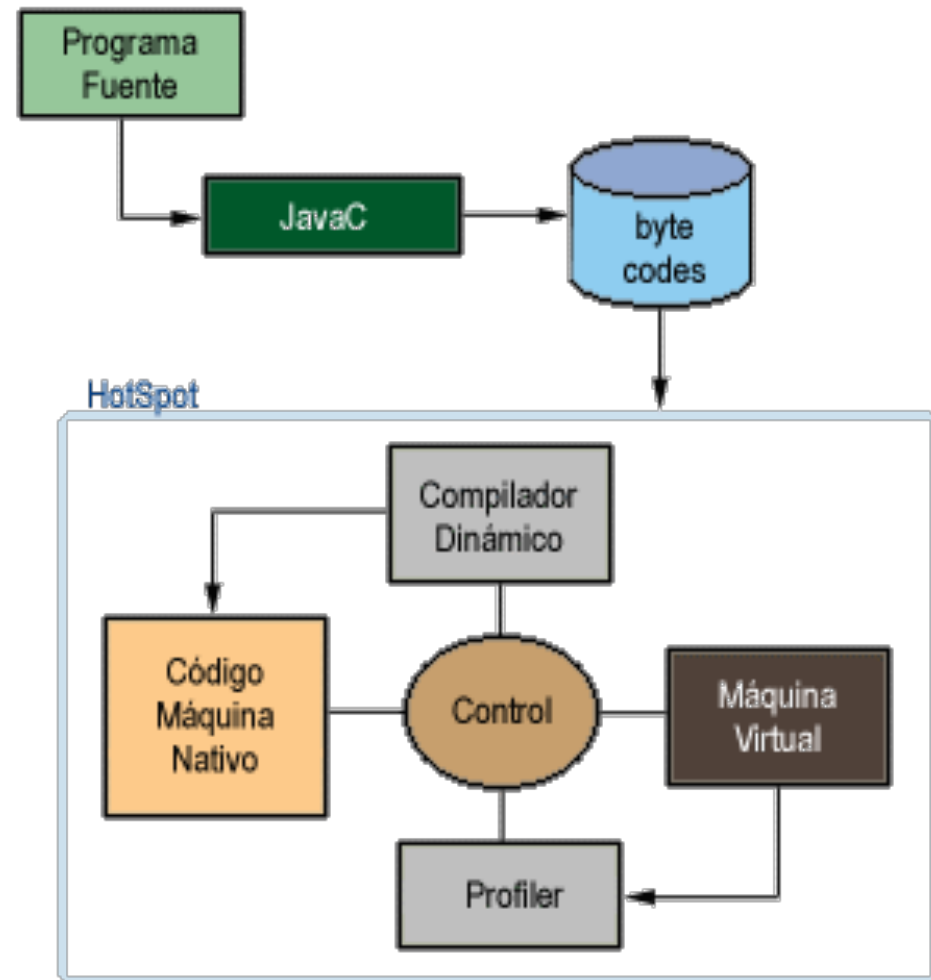 Programa
Fuente
JavaC
byte
codes
HotSpot
Compilador
Dinámico
Código
Máquina
Nativo
Control
Máquina
Virtual
Profiler